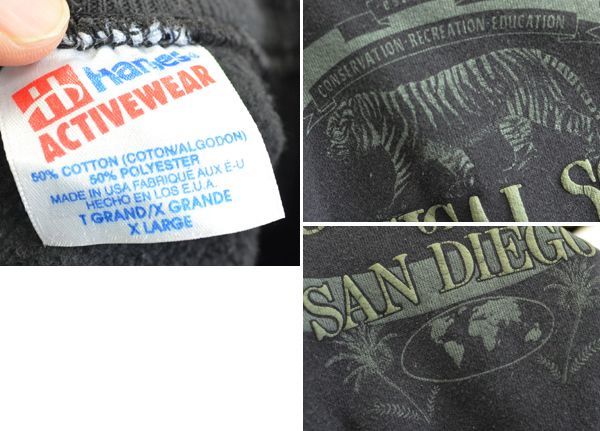 Hanes
ACTIVEWEAR
50% COTTON (COTON/ALGODON)
50% POLYESTER
MADE IN USA FABRIQUE AUX É-U
HECHO EN LOS E.U.A.
T GRAND/X GRANDE
X LARGE
CONSERVATION·RECREATION·EDUCATION
SAN DIEGO